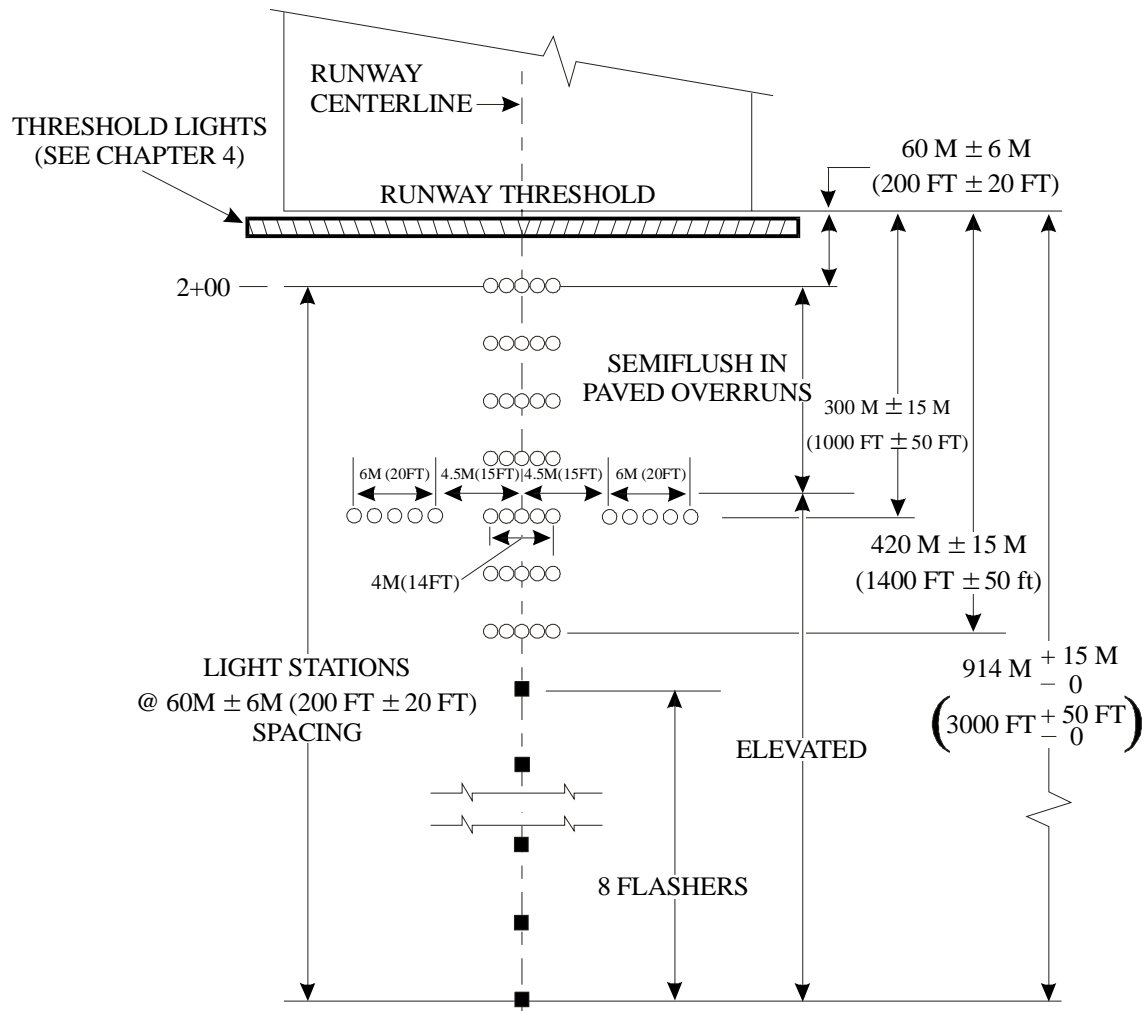 RUNWAY
CENTERLINE
THRESHOLD LIGHTS
(SEE CHAPTER 4)
60 M ± 6 M
(200 FT ± 20 FT)
RUNWAY THRESHOLD
2+00
SEMIFLUSH IN
PAVED OVERRUNS
300 M ± 15 M
(1000 FT ± 50 FT)
6M (20FT)
4.5M(15FT)
4.5M(15FT)
6M (20FT)
420 M ± 15 M
(1400 FT ± 50 ft)
4M(14FT)
LIGHT STATIONS
@ 60M ± 6M (200 FT ± 20 FT)
SPACING
914 M + 15 M
− 0
(3000 FT + 50 FT)
− 0
ELEVATED
8 FLASHERS